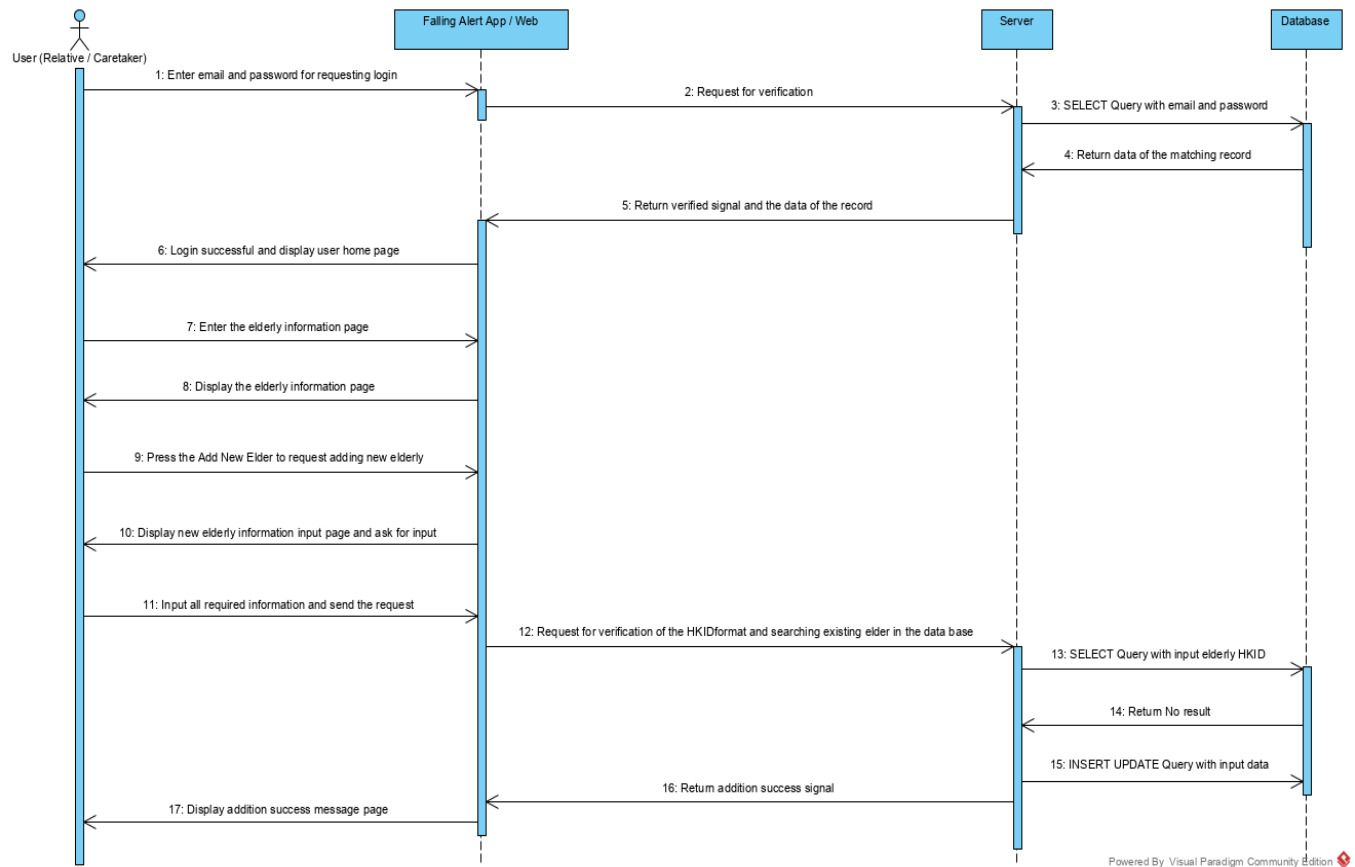 Falling Alert App / Web
Server
Database
User (Relative / Caretaker)
1: Enter email and password for requesting login
2: Request for verification
3: SELECT Query with email and password
4: Return data of the matching record
5: Return verified signal and the data of the record
6: Login successful and display user home page
7: Enter the elderly information page
8: Display the elderly information page
9: Press the Add New Elder to request adding new elderly
10: Display new elderly information input page and ask for input
11: Input all required information and send the request
12: Request for verification of the HKIDformat and searching existing elder in the data base
13: SELECT Query with input elderly HKID
14: Return No result
15: INSERT UPDATE Query with input data
16: Return addition success signal
17: Display addition success message page
Powered By Visual Paradigm Community Edition